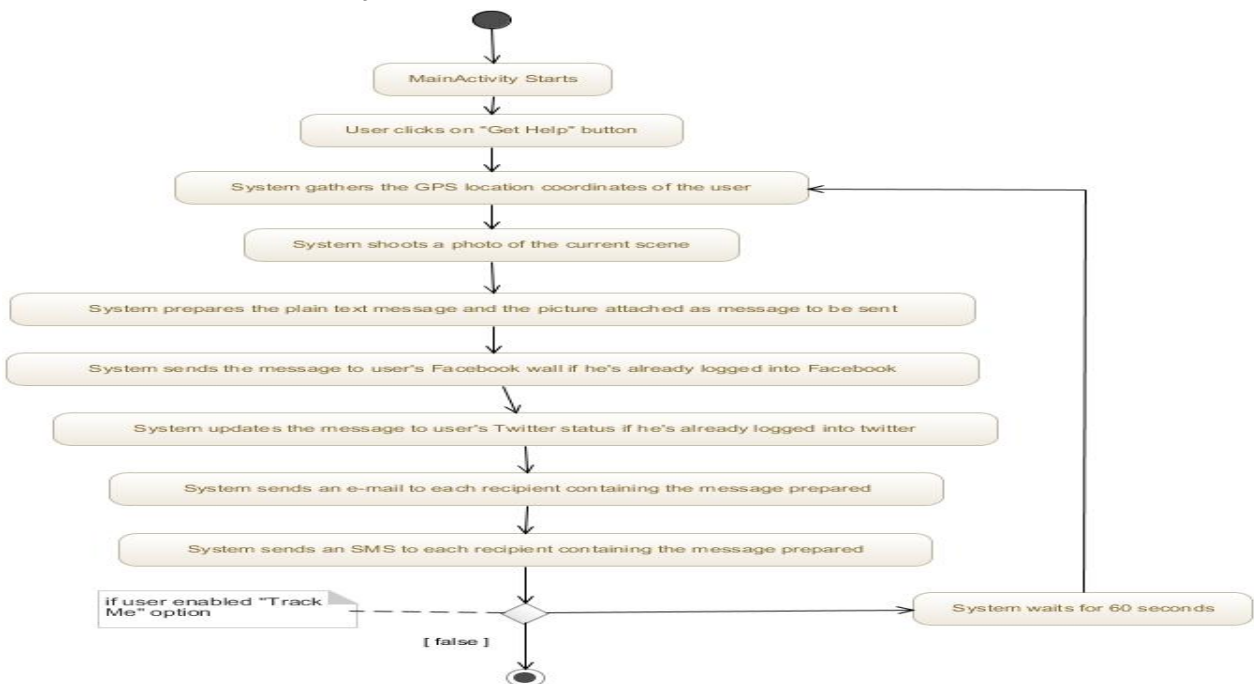 MainActivity Starts
User clicks on "Get Help" button
System gathers the GPS location coordinates of the user
System shoots a photo of the current scene
System prepares the plain text message and the picture attached as message to be sent
System sends the message to user's Facebook wall if he's already logged into Facebook
System updates the message to user's Twitter status if he's already logged into twitter
System sends an e-mail to each recipient containing the message prepared
System sends an SMS to each recipient containing the message prepared
if user enabled "Track
Me" option
System waits for 60 seconds
[ false ]